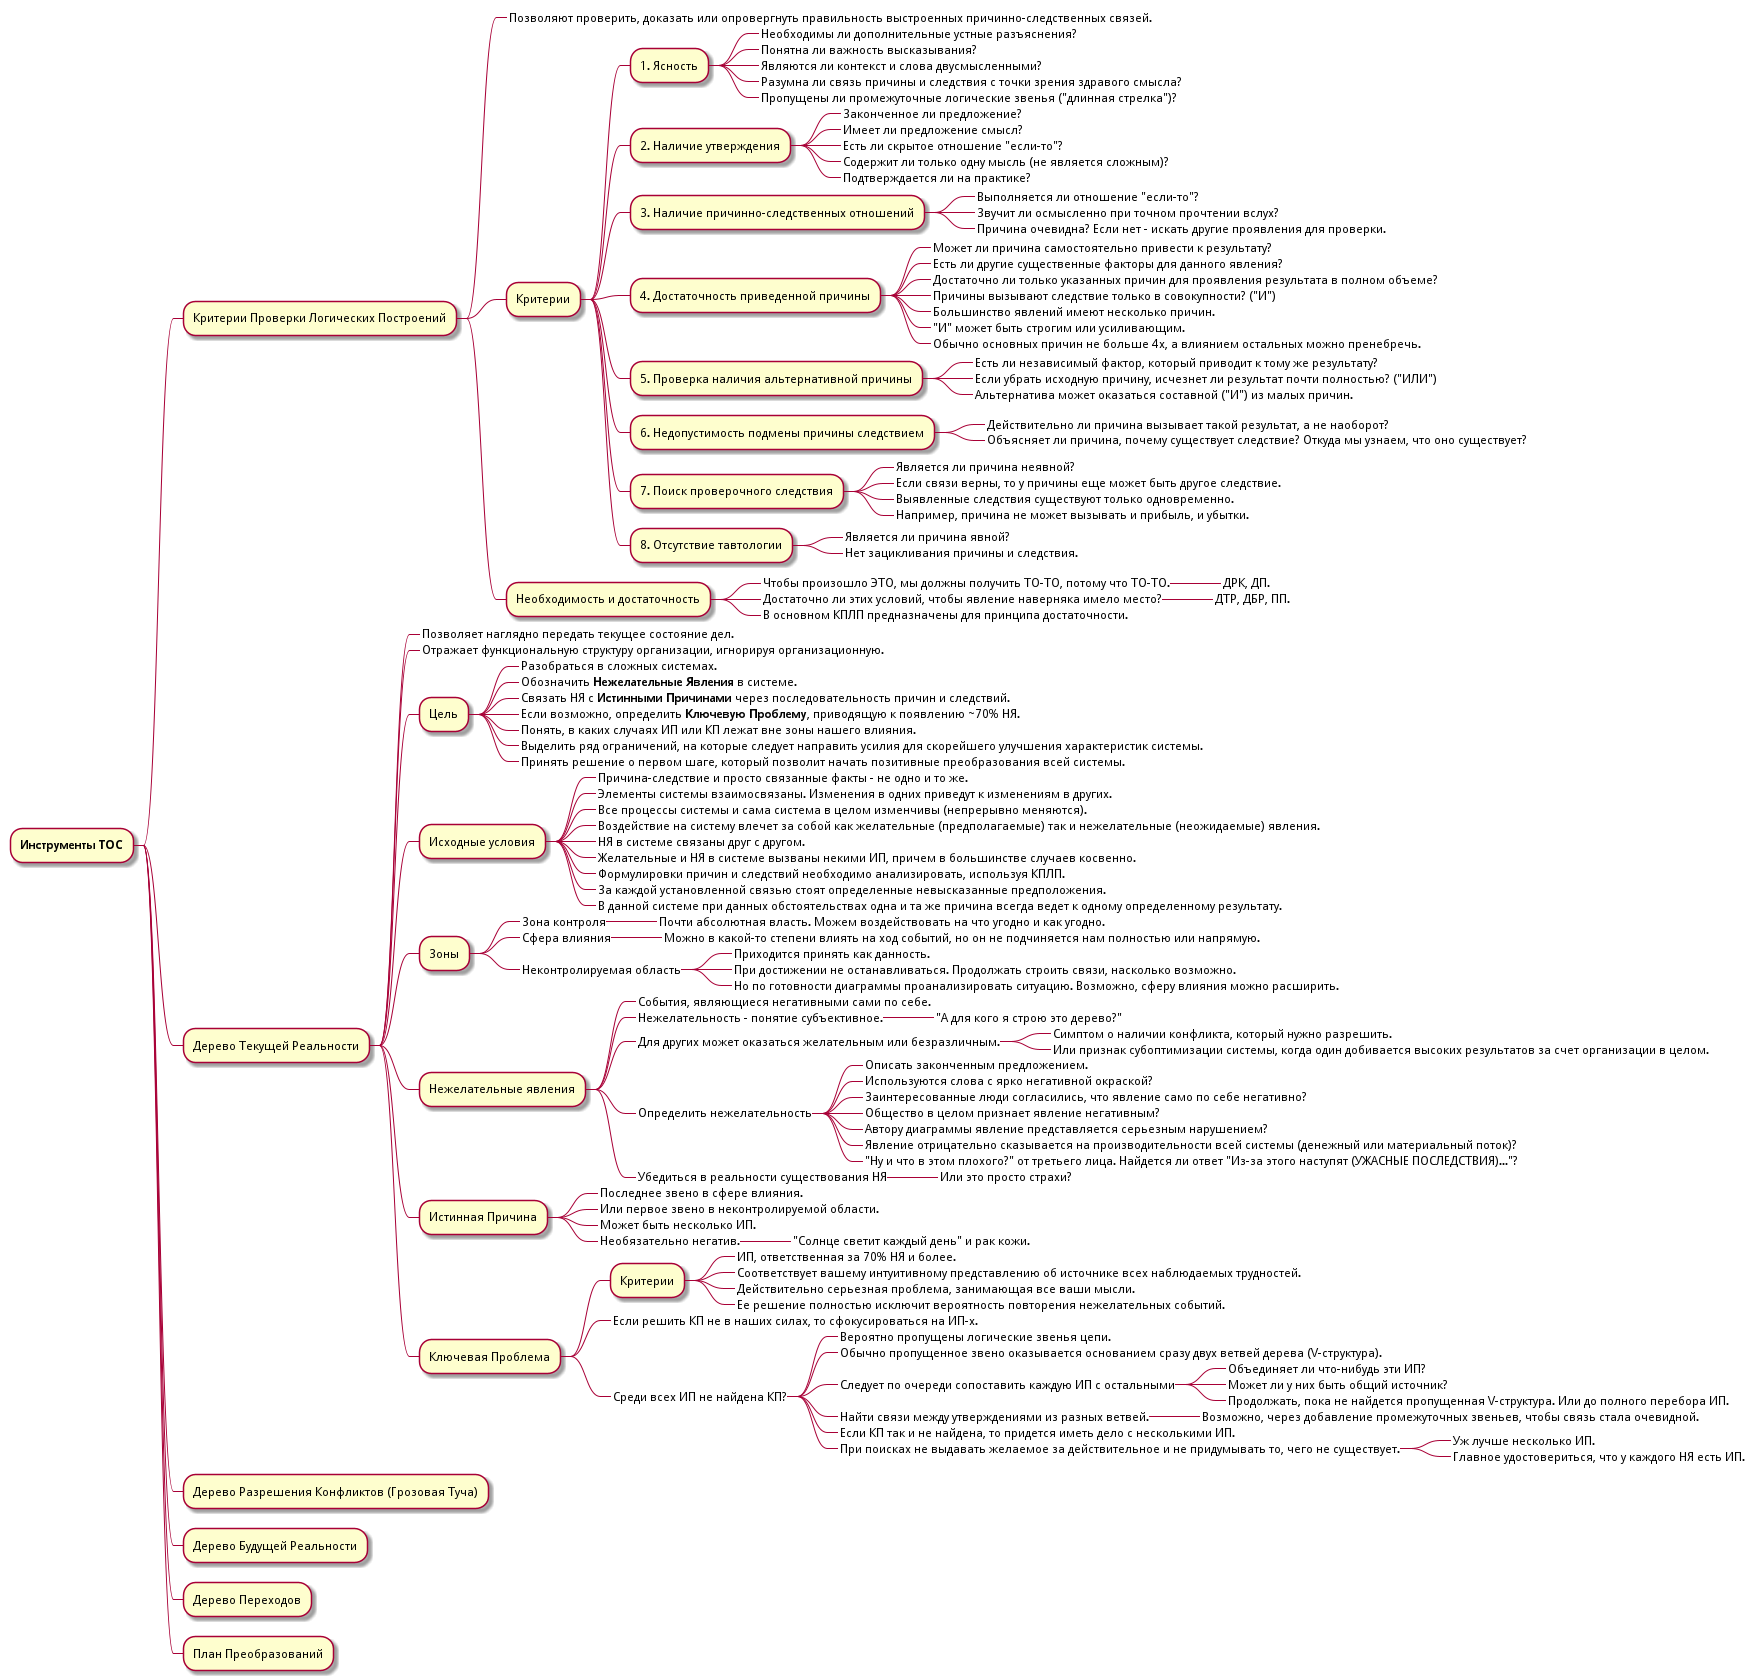 Инструменты ТОС
Критерии Проверки Логических Построений
Позволяют проверить, доказать или опровергнуть правильность выстроенных причинно-следственных связей.
Критерии
1. Ясность
Необходимы ли дополнительные устные разъяснения?
Понятна ли важность высказывания?
Являются ли контекст и слова двусмысленными?
Разумна ли связь причины и следствия с точки зрения здравого смысла?
Пропущены ли промежуточные логические звенья ("длинная стрелка")?
2. Наличие утверждения
Законченное ли предложение?
Имеет ли предложение смысл?
Есть ли скрытое отношение "если-то"?
Содержит ли только одну мысль (не является сложным)?
Подтверждается ли на практике?
3. Наличие причинно-следственных отношений
Выполняется ли отношение "если-то"?
Звучит ли осмысленно при точном прочтении вслух?
Причина очевидна? Если нет - искать другие проявления для проверки.
4. Достаточность приведенной причины
Может ли причина самостоятельно привести к результату?
Есть ли другие существенные факторы для данного явления?
Достаточно ли только указанных причин для проявления результата в полном объеме?
Причины вызывают следствие только в совокупности? ("И")
Большинство явлений имеют несколько причин.
"И" может быть строгим или усиливающим.
Обычно основных причин не больше 4х, а влиянием остальных можно пренебречь.
5. Проверка наличия альтернативной причины
Есть ли независимый фактор, который приводит к тому же результату?
Если убрать исходную причину, исчезнет ли результат почти полностью? ("ИЛИ")
Альтернатива может оказаться составной ("И") из малых причин.
6. Недопустимость подмены причины следствием
Действительно ли причина вызывает такой результат, а не наоборот?
Объясняет ли причина, почему существует следствие? Откуда мы узнаем, что оно существует?
7. Поиск проверочного следствия
Является ли причина неявной?
Если связи верны, то у причины еще может быть другое следствие.
Выявленные следствия существуют только одновременно.
Например, причина не может вызывать и прибыль, и убытки.
8. Отсутствие тавтологии
Является ли причина явной?
Нет зацикливания причины и следствия.
Необходимость и достаточность
Чтобы произошло ЭТО, мы должны получить ТО-ТО, потому что ТО-ТО.
ДРК, ДП.
Достаточно ли этих условий, чтобы явление наверняка имело место?
ДТР, ДБР, ПП.
В основном КПЛП предназначены для принципа достаточности.
Дерево Текущей Реальности
Позволяет наглядно передать текущее состояние дел.
Отражает функциональную структуру организации, игнорируя организационную.
Цель
Разобраться в сложных системах.
Обозначить Нежелательные Явления в системе.
Связать НЯ с Истинными Причинами через последовательность причин и следствий.
Если возможно, определить Ключевую Проблему, приводящую к появлению ~70% НЯ.
Понять, в каких случаях ИП или КП лежат вне зоны нашего влияния.
Выделить ряд ограничений, на которые следует направить усилия для скорейшего улучшения характеристик системы.
Принять решение о первом шаге, который позволит начать позитивные преобразования всей системы.
Исходные условия
Причина-следствие и просто связанные факты - не одно и то же.
Элементы системы взаимосвязаны. Изменения в одних приведут к изменениям в других.
Все процессы системы и сама система в целом изменчивы (непрерывно меняются).
Воздействие на систему влечет за собой как желательные (предполагаемые) так и нежелательные (неожидаемые) явления.
НЯ в системе связаны друг с другом.
Желательные и НЯ в системе вызваны некими ИП, причем в большинстве случаев косвенно.
Формулировки причин и следствий необходимо анализировать, используя КПЛП.
За каждой установленной связью стоят определенные невысказанные предположения.
В данной системе при данных обстоятельствах одна и та же причина всегда ведет к одному определенному результату.
Зоны
Зона контроля
Почти абсолютная власть. Можем воздействовать на что угодно и как угодно.
Сфера влияния
Можно в какой-то степени влиять на ход событий, но он не подчиняется нам полностью или напрямую.
Неконтролируемая область
Приходится принять как данность.
При достижении не останавливаться. Продолжать строить связи, насколько возможно.
Но по готовности диаграммы проанализировать ситуацию. Возможно, сферу влияния можно расширить.
Нежелательные явления
События, являющиеся негативными сами по себе.
Нежелательность - понятие субъективное.
"А для кого я строю это дерево?"
Для других может оказаться желательным или безразличным.
Симптом о наличии конфликта, который нужно разрешить.
Или признак субоптимизации системы, когда один добивается высоких результатов за счет организации в целом.
Определить нежелательность
Описать законченным предложением.
Используются слова с ярко негативной окраской?
Заинтересованные люди согласились, что явление само по себе негативно?
Общество в целом признает явление негативным?
Автору диаграммы явление представляется серьезным нарушением?
Явление отрицательно сказывается на производительности всей системы (денежный или материальный поток)?
"Ну и что в этом плохого?" от третьего лица. Найдется ли ответ "Из-за этого наступят (УЖАСНЫЕ ПОСЛЕДСТВИЯ)..."?
Убедиться в реальности существования НЯ
Или это просто страхи?
Истинная Причина
Последнее звено в сфере влияния.
Или первое звено в неконтролируемой области.
Может быть несколько ИП.
Необязательно негатив.
"Солнце светит каждый день" и рак кожи.
Ключевая Проблема
Критерии
ИП, ответственная за 70% НЯ и более.
Соответствует вашему интуитивному представлению об источнике всех наблюдаемых трудностей.
Действительно серьезная проблема, занимающая все ваши мысли.
Ее решение полностью исключит вероятность повторения нежелательных событий.
Если решить КП не в наших силах, то сфокусироваться на ИП-х.
Среди всех ИП не найдена КП?
Вероятно пропущены логические звенья цепи.
Обычно пропущенное звено оказывается основанием сразу двух ветвей дерева (V-структура).
Следует по очереди сопоставить каждую ИП с остальными
Объединяет ли что-нибудь эти ИП?
Может ли у них быть общий источник?
Продолжать, пока не найдется пропущенная V-структура. Или до полного перебора ИП.
Найти связи между утверждениями из разных ветвей.
Возможно, через добавление промежуточных звеньев, чтобы связь стала очевидной.
Если КП так и не найдена, то придется иметь дело с несколькими ИП.
При поисках не выдавать желаемое за действительное и не придумывать то, чего не существует.
Уж лучше несколько ИП.
Главное удостовериться, что у каждого НЯ есть ИП.
Дерево Разрешения Конфликтов (Грозовая Туча)
Дерево Будущей Реальности
Дерево Переходов
План Преобразований